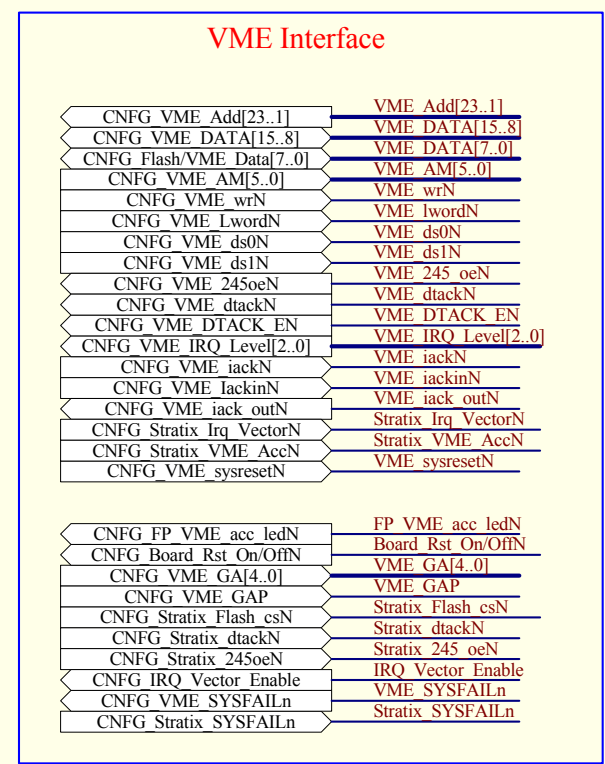 VME Interface
CNFG_VME_Add[23..1] VME_Add[23..1]
CNFG_VME_DATA[15..8] VME_DATA[15..8]
CNFG_Flash/VME_Data[7..0] VME_DATA[7..0]
CNFG_VME_AM[5..0] VME_AM[5..0]
CNFG_VME_wrN VME_wrN
CNFG_VME_LwordN VME_lwordN
CNFG_VME_ds0N VME_ds0N
CNFG_VME_ds1N VME_ds1N
CNFG_VME_245oeN VME_245_oeN
CNFG_VME_dtackN VME_dtackN
CNFG_VME_DTACK_EN VME_DTACK_EN
CNFG_VME_IRQ_Level[2..0] VME_IRQ_Level[2..0]
CNFG_VME_iackN VME_iackN
CNFG_VME_IackinN VME_iackinN
CNFG_VME_iack_outN VME_iack_outN
CNFG_Stratix_Irq_VectorN Stratix_Irq_VectorN
CNFG_Stratix_VME_AccN Stratix_VME_AccN
CNFG_VME_sysresetN VME_sysresetN
CNFG_FP_VME_acc_ledN FP_VME_acc_ledN
CNFG_Board_Rst_On/OffN Board_Rst_On/OffN
CNFG_VME_GA[4..0] VME_GA[4..0]
CNFG_VME_GAP VME_GAP
CNFG_Stratix_Flash_csN Stratix_Flash_csN
CNFG_Stratix_dtackN Stratix_dtackN
CNFG_Stratix_245oeN Stratix_245_oeN
CNFG_IRQ_Vector_Enable IRQ_Vector_Enable
CNFG_VME_SYSFAILn VME_SYSFAILn
CNFG_Stratix_SYSFAILn Stratix_SYSFAILn